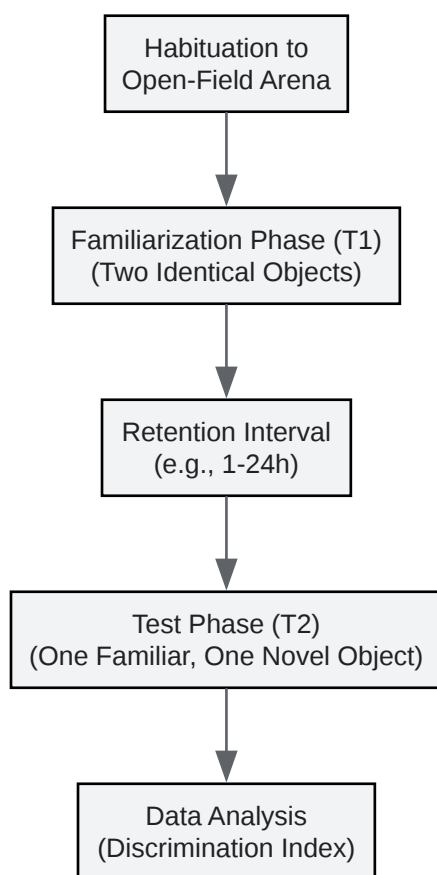 Habituation to
Open-Field Arena
Familiarization Phase (T1)
(Two Identical Objects)
Retention Interval
(e.g., 1-24h)
Test Phase (T2)
(One Familiar, One Novel Object)
Data Analysis
(Discrimination Index)